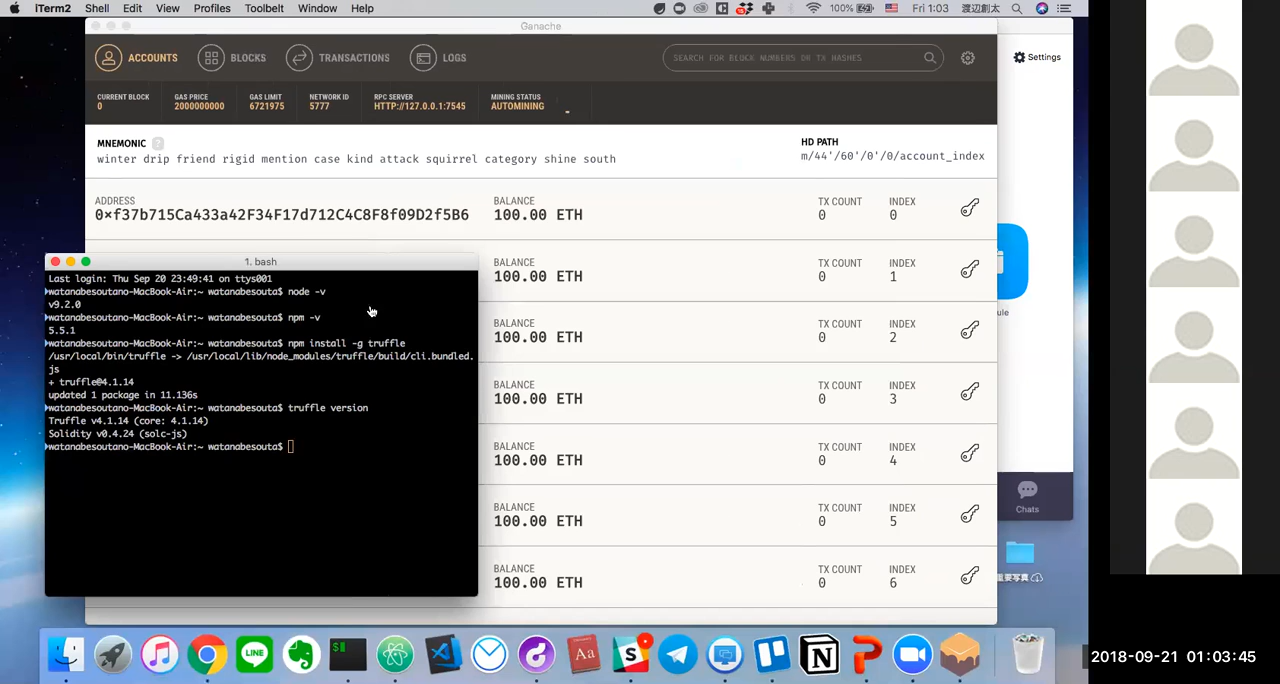 iTerm2 Shell Edit View Profiles Toolbelt Window Help 100% Fri 1:03 渡辺創太
Ganache
ACCOUNTS BLOCKS TRANSACTIONS LOGS SEARCH FOR BLOCK NUMBERS OR TX HASHES
Settings
CURRENT BLOCK GAS PRICE GAS LIMIT NETWORK ID RPC SERVER MINING STATUS
0 2000000000 6721975 5777 HTTP://127.0.0.1:7545 AUTOMINING
MNEMONIC ? HD PATH
winter drip friend rigid mention case kind attack squirrel category shine south m/44'/60'/0'/0/account_index
ADDRESS BALANCE TX COUNT INDEX
0×f37b715Ca433a42F34F17d712C4C8F8f09D2f5B6 100.00 ETH 0 0
BALANCE TX COUNT INDEX
100.00 ETH 0 1
BALANCE TX COUNT INDEX
100.00 ETH 0 2
BALANCE TX COUNT INDEX
100.00 ETH 0 3
BALANCE TX COUNT INDEX
100.00 ETH 0 4
BALANCE TX COUNT INDEX
100.00 ETH 0 5
BALANCE TX COUNT INDEX
100.00 ETH 0 6
1. bash
Last login: Thu Sep 20 23:49:41 on ttys001
watanabesoutano-MacBook-Air:~ watanabesouta$ node -v
v9.2.0
watanabesoutano-MacBook-Air:~ watanabesouta$ npm -v
5.5.1
watanabesoutano-MacBook-Air:~ watanabesouta$ npm install -g truffle
/usr/local/bin/truffle -> /usr/local/lib/node_modules/truffle/build/cli.bundled.
js
+ truffle@4.1.14
updated 1 package in 11.136s
watanabesoutano-MacBook-Air:~ watanabesouta$ truffle version
Truffle v4.1.14 (core: 4.1.14)
Solidity v0.4.24 (solc-js)
watanabesoutano-MacBook-Air:~ watanabesouta$
Chats
重要写真
LINE
Aa
2018-09-21 01:03:45